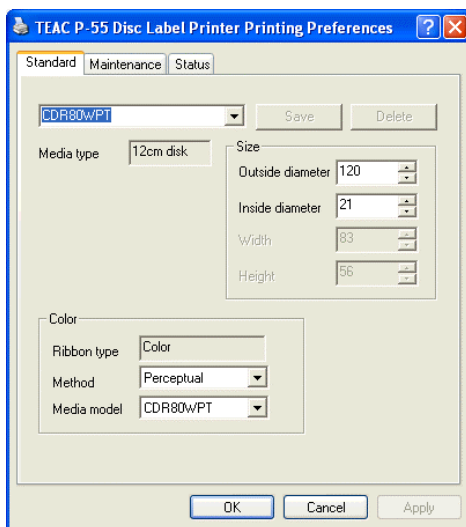 TEAC P-55 Disc Label Printer Printing Preferences
Standard Maintenance Status
CDR80WPT Save Delete
Media type 12cm disk
Size
Outside diameter 120
Inside diameter 21
Width 83
Height 56
Color
Ribbon type Color
Method Perceptual
Media model CDR80WPT
OK Cancel Apply